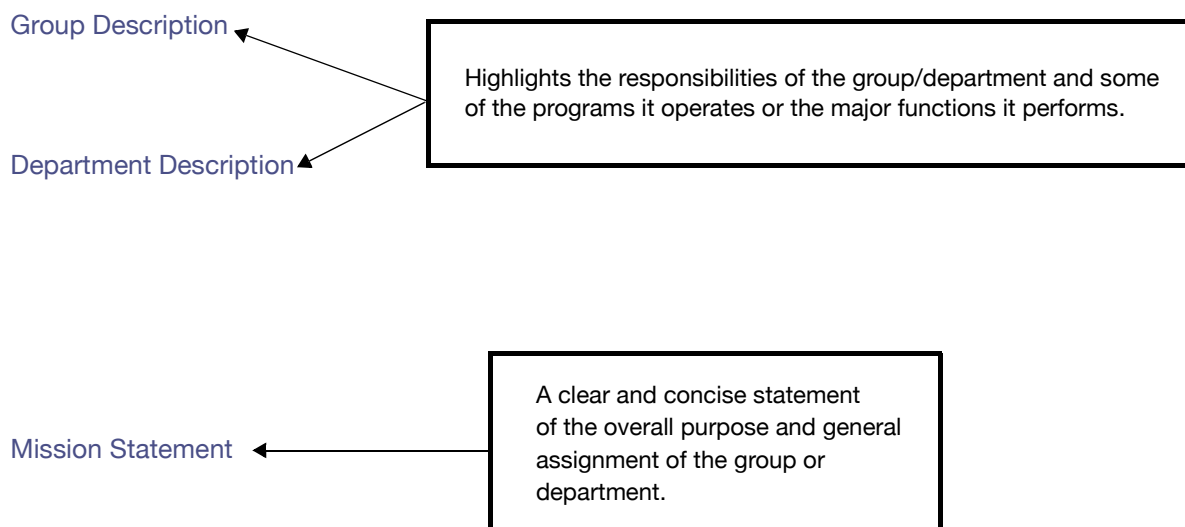 Group Description
Highlights the responsibilities of the group/department and some
of the programs it operates or the major functions it performs.
Department Description
A clear and concise statement
of the overall purpose and general
assignment of the group or
department.
Mission Statement